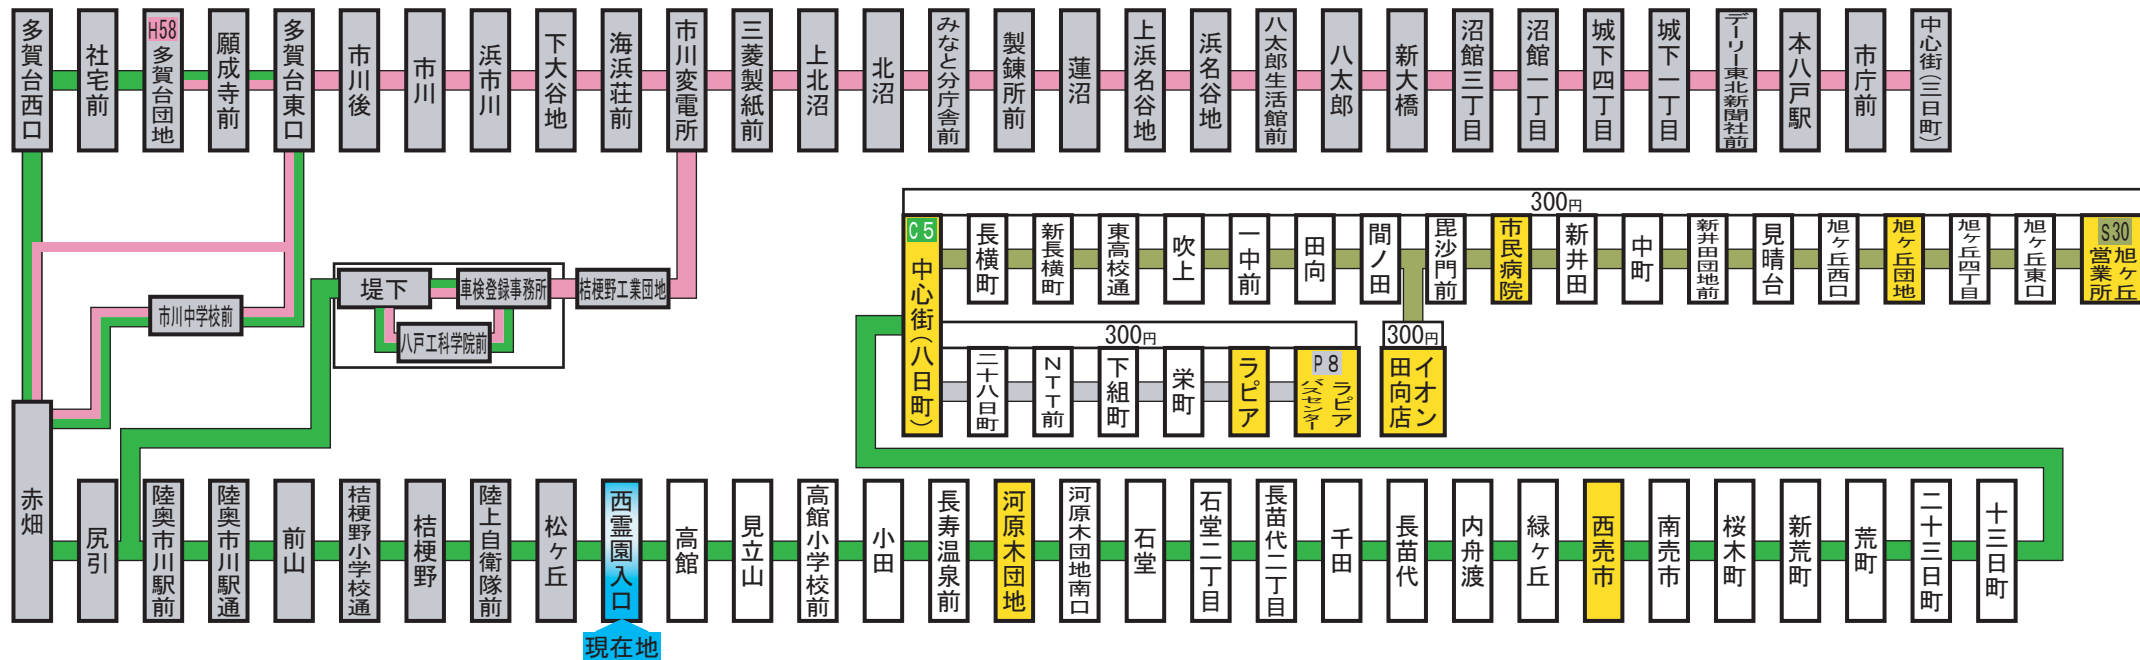 多賀台西口
社宅前
H58
多賀台団地
願成寺前
多賀台東口
市川後
市川
浜市川
下大谷地
海浜荘前
市川変電所
三菱製紙前
上北沼
北沼
みなと分庁舎前
製錬所前
蓮沼
上浜名谷地
浜名谷地
八太郎生活館前
八太郎
新大橋
沼館三丁目
沼館一丁目
城下四丁目
城下一丁目
デーリー東北新聞社前
本八戸駅
市庁前
中心街(三日町)
300円
C5
中心街(八日町)
長横町
新長横町
東高校通
吹上
一中前
田向
間ノ田
毘沙門前
市民病院
新井田
中町
新井田団地前
見晴台
旭ヶ丘西口
旭ヶ丘団地
旭ヶ丘四丁目
旭ヶ丘東口
S30
旭ヶ丘
営業所
堤下
車検登録事務所
桔梗野工業団地
市川中学校前
八戸工科学院前
300円
二十八日町
NTT前
下組町
栄町
ラピア
P8
ラピア
バスセンター
300円
イオン
田向店
赤畑
尻引
陸奥市川駅前
陸奥市川駅通
前山
桔梗野小学校通
桔梗野
陸上自衛隊前
松ヶ丘
西霊園入口
高館
見立山
高館小学校前
小田
長寿温泉前
河原木団地
河原木団地南口
石堂
石堂二丁目
長苗代二丁目
千田
長苗代
内舟渡
緑ヶ丘
西売市
南売市
桜木町
新荒町
荒町
二十三日町
十三日町
現在地